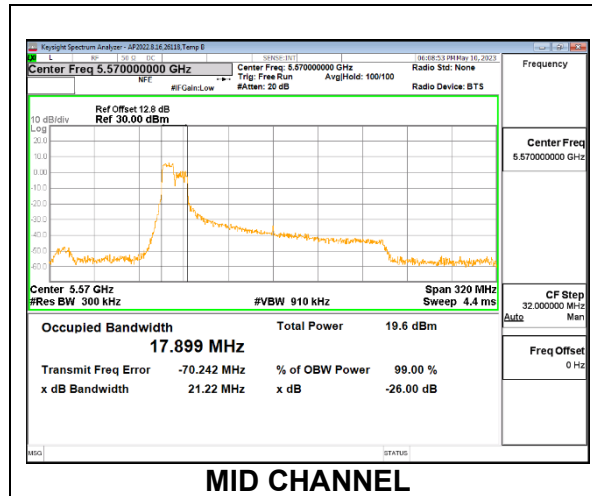 Keysight Spectrum Analyzer - AP2022.8.16,26118,Temp B
L RF 50 Ω DC SENSE:INT 06:08:53 PM May 10, 2023
Center Freq 5.570000000 GHz
NFE
#IFGain:Low
Center Freq: 5.570000000 GHz
Trig: Free Run Avg|Hold: 100/100
#Atten: 20 dB
Radio Std: None
Radio Device: BTS
Frequency
Ref Offset 12.8 dB
10 dB/div Ref 30.00 dBm
Log
20.0
10.0
0.00
-10.0
-20.0
-30.0
-40.0
-50.0
-60.0
Center Freq
5.570000000 GHz
Center 5.57 GHz Span 320 MHz
#Res BW 300 kHz #VBW 910 kHz Sweep 4.4 ms
CF Step
32.000000 MHz
Auto Man
Occupied Bandwidth Total Power 19.6 dBm
17.899 MHz
Transmit Freq Error -70.242 MHz % of OBW Power 99.00 %
x dB Bandwidth 21.22 MHz x dB -26.00 dB
Freq Offset
0 Hz
MSG STATUS
MID CHANNEL